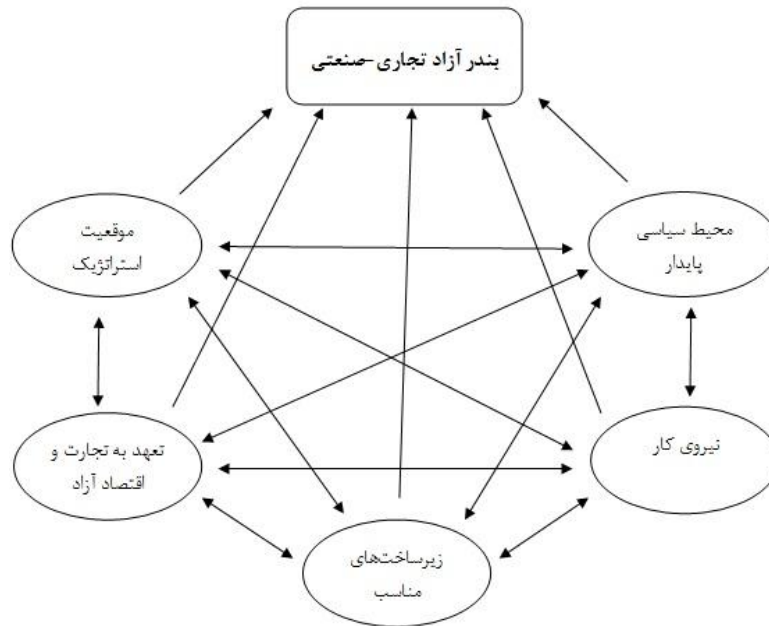 بندر آزاد تجاری-صنعتی
محیط سیاسی
پایدار
موقعیت
استراتژیک
نیروی کار
تعهد به تجارت و
اقتصاد آزاد
زیرساخت‌های
مناسب